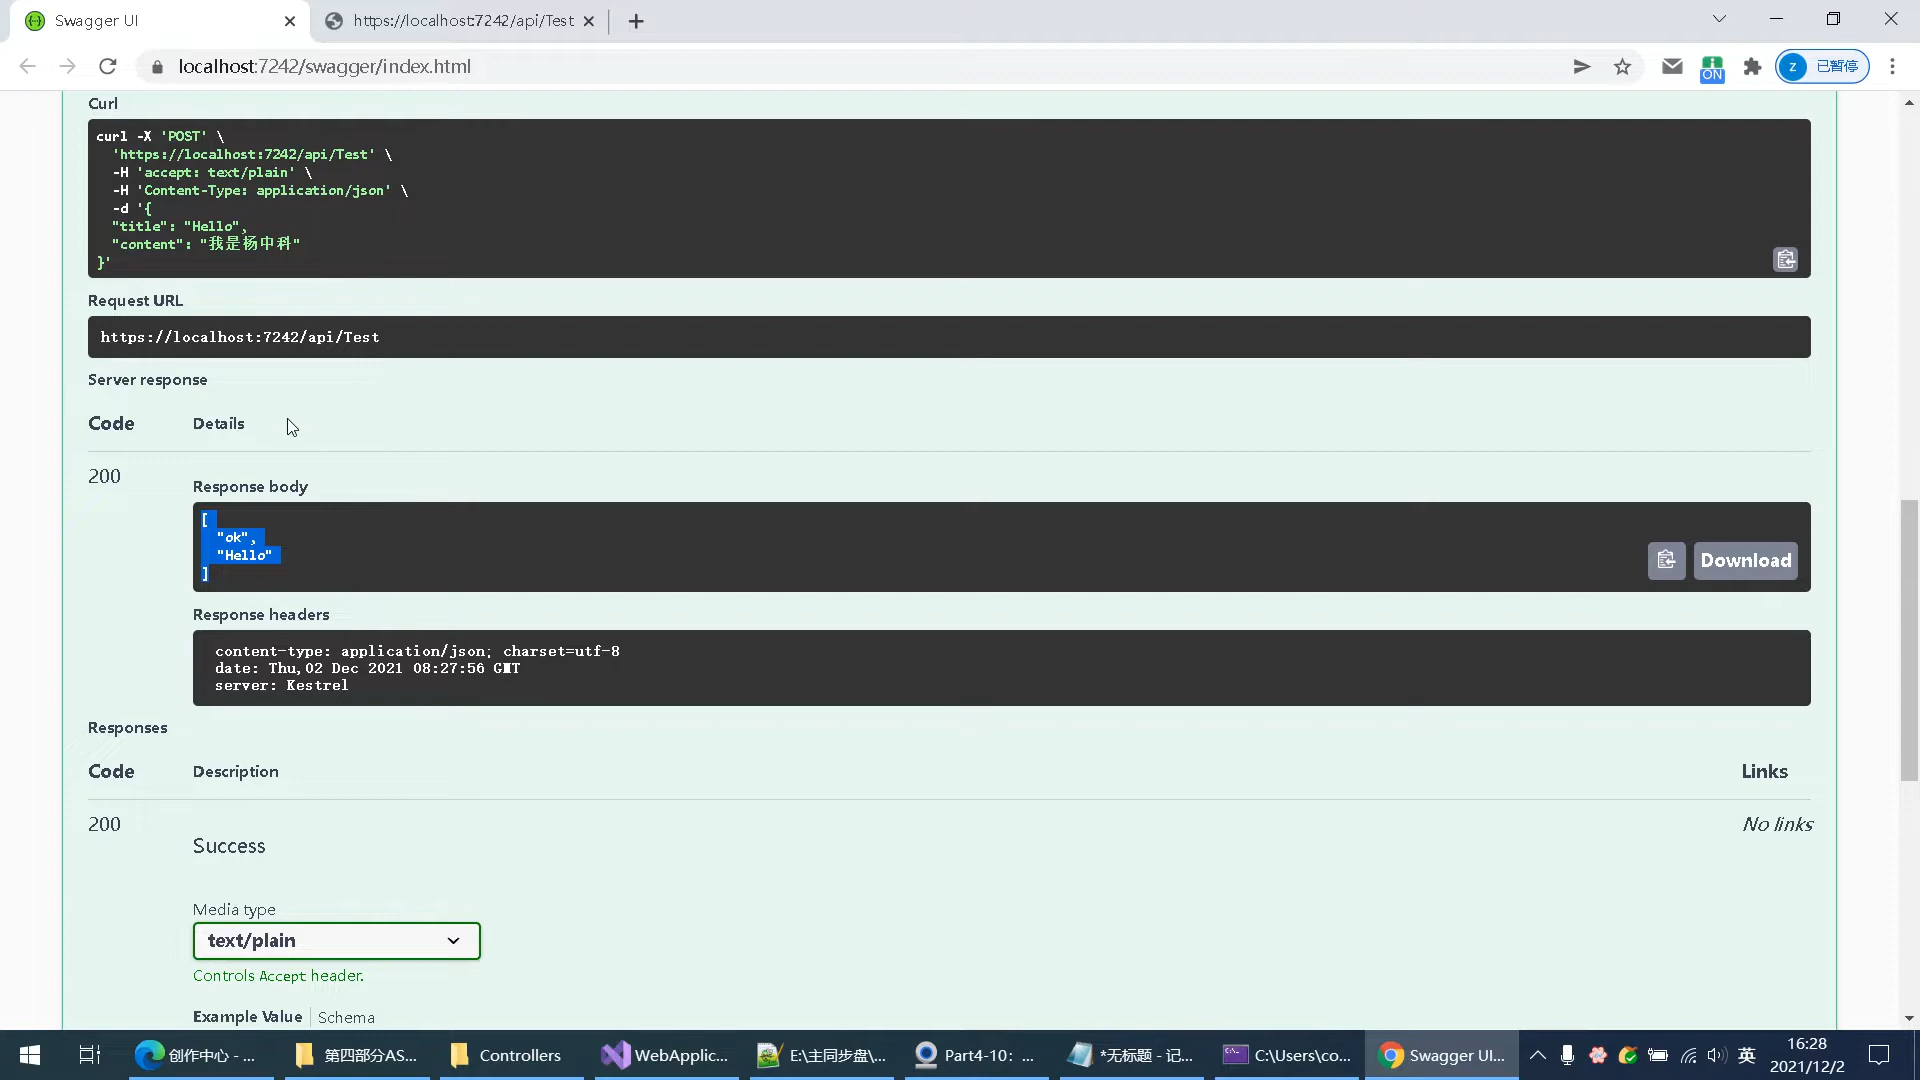 Swagger UI
https://localhost:7242/api/Test
localhost:7242/swagger/index.html
ON
Z
已暂停
Curl
curl -X 'POST' \
'https://localhost:7242/api/Test' \
-H 'accept: text/plain' \
-H 'Content-Type: application/json' \
-d '{
"title": "Hello",
"content": "我是杨中科"
}'
Request URL
https://localhost:7242/api/Test
Server response
Code Details
200
Response body
[
"ok",
"Hello"
]
Download
Response headers
content-type: application/json; charset=utf-8
date: Thu,02 Dec 2021 08:27:56 GMT
server: Kestrel
Responses
Code Description Links
200 No links
Success
Media type
text/plain
Controls Accept header.
Example Value Schema
创作中心 - ...
第四部分AS...
Controllers
WebApplic...
E:\主同步盘\...
Part4-10: ...
*无标题 - 记...
C:\Users\co...
Swagger UI...
英
16:28
2021/12/2